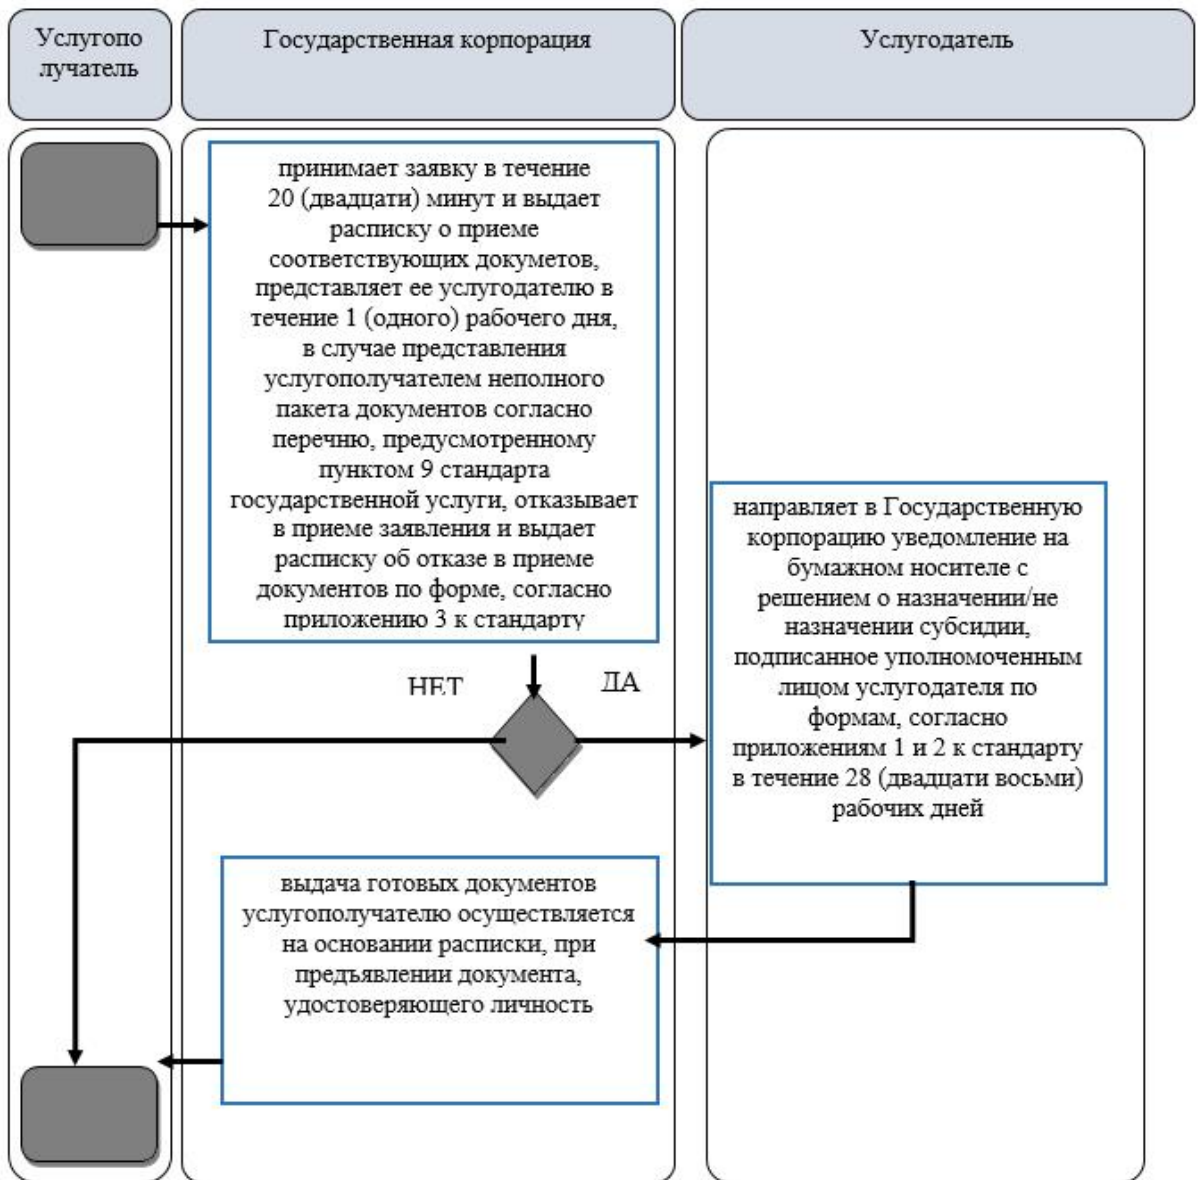 Услугопо
лучатель
Государственная корпорация
Услугодатель
принимает заявку в течение
20 (двадцати) минут и выдает
расписку о приеме
соответствующих докуметов,
представляет ее услугодателю в
течение 1 (одного) рабочего дня,
в случае представления
услугополучателем неполного
пакета документов согласно
перечню, предусмотренному
пунктом 9 стандарта
государственной услуги, отказывает
в приеме заявления и выдает
расписку об отказе в приеме
документов по форме, согласно
приложению 3 к стандарту
НЕТ
ДА
направляет в Государственную
корпорацию уведомление на
бумажном носителе с
решением о назначении/не
назначении субсидии,
подписанное уполномоченным
лицом услугодателя по
формам, согласно
приложениям 1 и 2 к стандарту
в течение 28 (двадцати восьми)
рабочих дней
выдача готовых документов
услугополучателю осуществляется
на основании расписки, при
предъявлении документа,
удостоверяющего личность